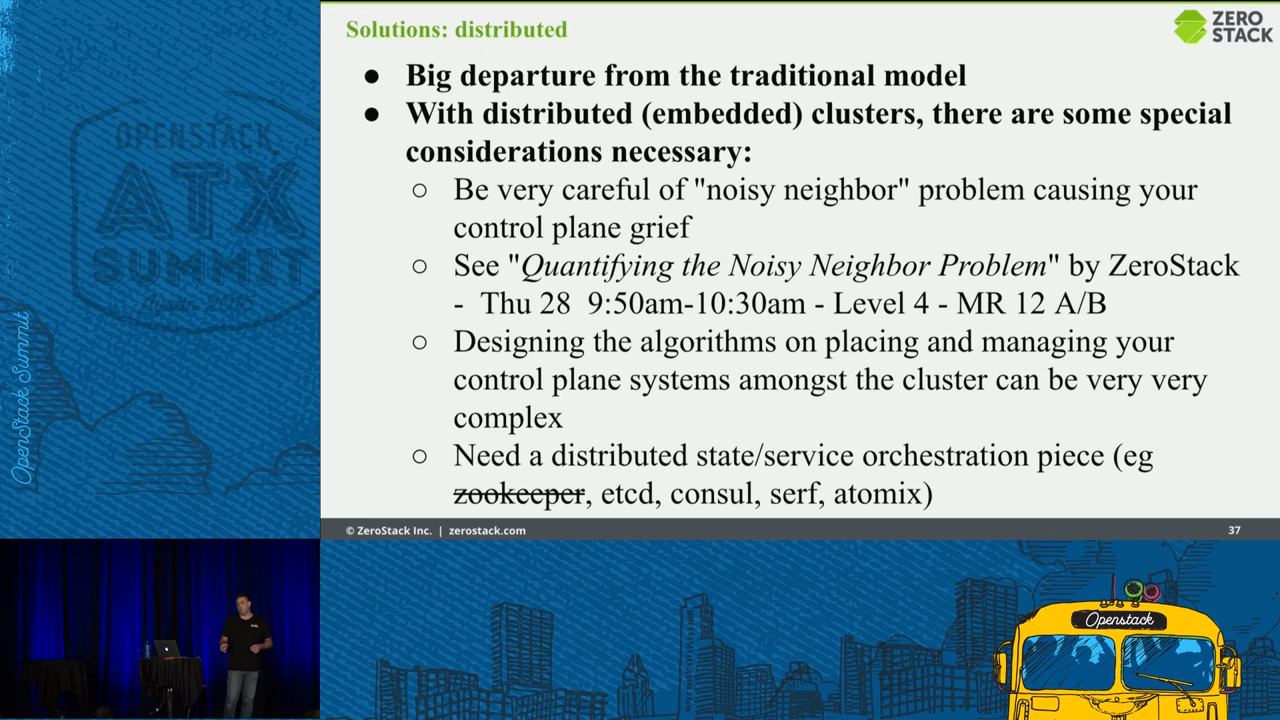 Solutions: distributed
ZERO
STACK
● Big departure from the traditional model
● With distributed (embedded) clusters, there are some special
considerations necessary:
○ Be very careful of "noisy neighbor" problem causing your
control plane grief
○ See "Quantifying the Noisy Neighbor Problem" by ZeroStack
- Thu 28 9:50am-10:30am - Level 4 - MR 12 A/B
○ Designing the algorithms on placing and managing your
control plane systems amongst the cluster can be very very
complex
○ Need a distributed state/service orchestration piece (eg
zookeeper, etcd, consul, serf, atomix)
© ZeroStack Inc. | zerostack.com
37
OPENSTACK
ATX
SUMMIT
OpenStack Summit
Openstack